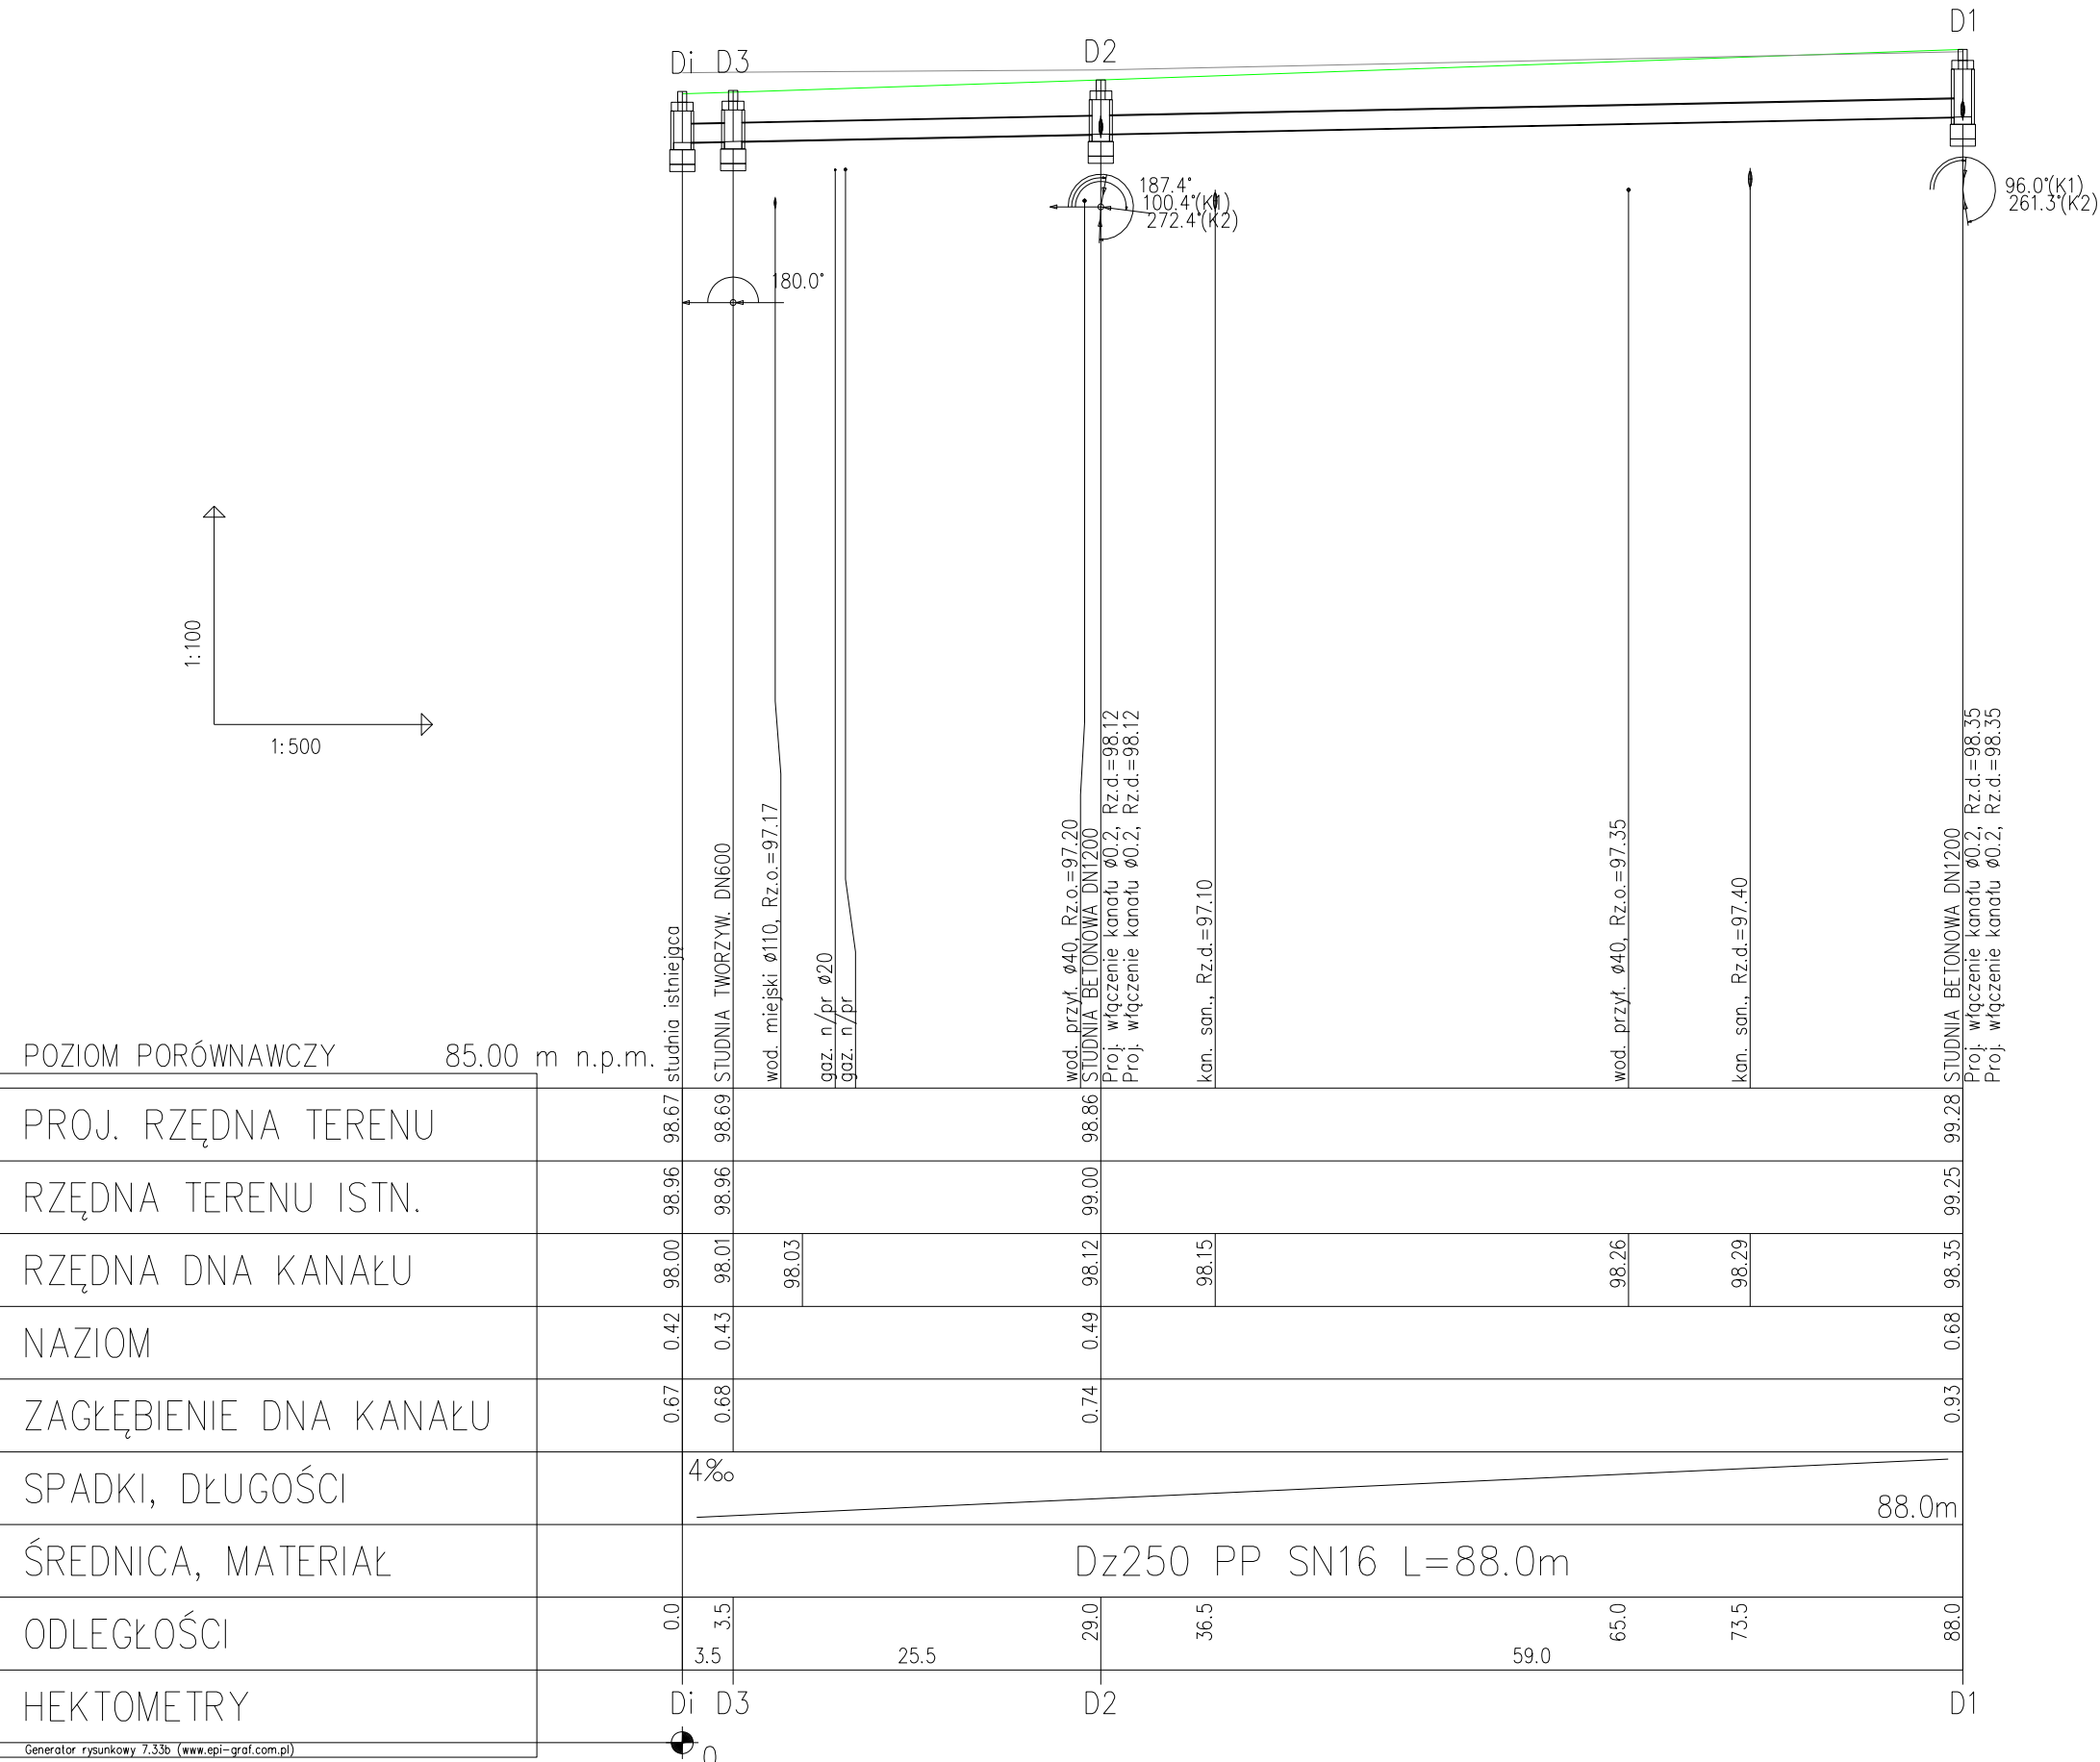 D1
Di D3 D2
187.4°
100.4°(K1)
272.4°(K2)
96.0°(K1)
261.3°(K2)
180.0°
1:100
1:500
studnia istniejąca
STUDNIA TWORZYW. DN600
wod. miejski ø110, Rz.o.=97.17
gaz. n/pr ø20
gaz. n/pr
wod. przył. ø40, Rz.o.=97.20
STUDNIA BETONOWA DN1200
Proj. włączenie kanału ø0.2, Rz.d.=98.12
Proj. włączenie kanału ø0.2, Rz.d.=98.12
kan. san., Rz.d.=97.10
wod. przył. ø40, Rz.o.=97.35
kan. san., Rz.d.=97.40
STUDNIA BETONOWA DN1200
Proj. włączenie kanału ø0.2, Rz.d.=98.35
Proj. włączenie kanału ø0.2, Rz.d.=98.35
POZIOM PORÓWNAWCZY 85.00 m n.p.m.
PROJ. RZĘDNA TERENU 98.67 98.69 98.86 99.28
RZĘDNA TERENU ISTN. 98.96 98.96 99.00 99.25
RZĘDNA DNA KANAŁU 98.00 98.01 98.03 98.12 98.15 98.26 98.29 98.35
NAZIOM 0.42 0.43 0.49 0.68
ZAGŁĘBIENIE DNA KANAŁU 0.67 0.68 0.74 0.93
SPADKI, DŁUGOŚCI 4‰ 88.0m
ŚREDNICA, MATERIAŁ Dz250 PP SN16 L=88.0m
ODLEGŁOŚCI 0.0 3.5 29.0 36.5 65.0 73.5 88.0
3.5 25.5 59.0
HEKTOMETRY Di D3 D2 D1
Generator rysunkowy 7.33b (www.epi-graf.com.pl)
0